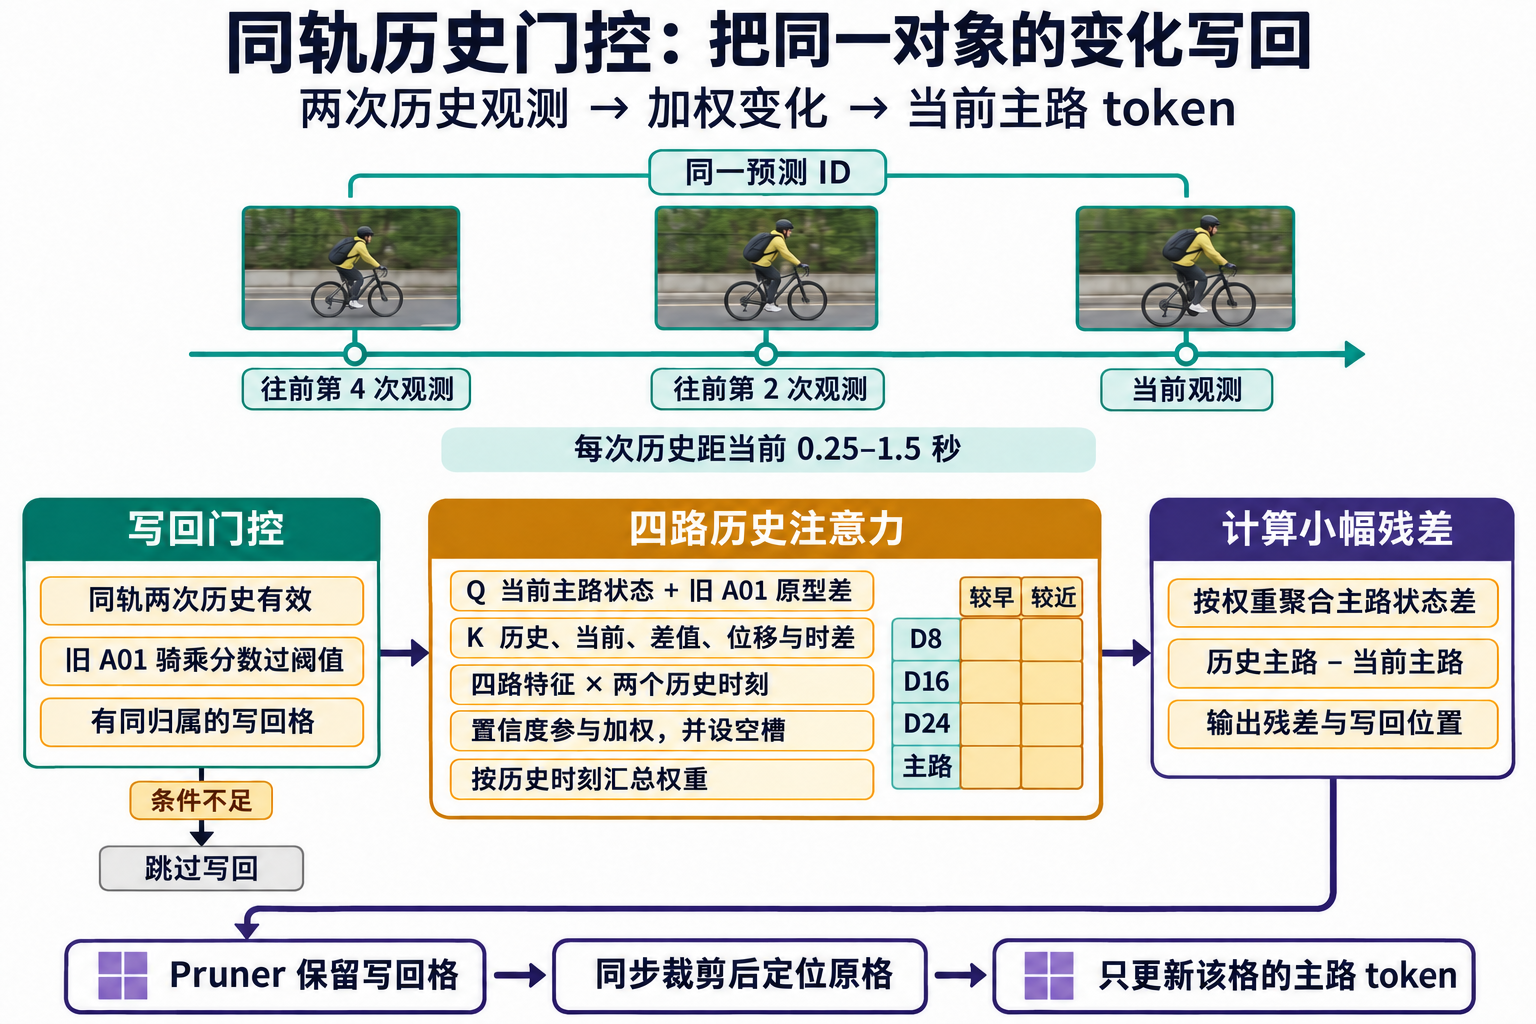 同轨历史门控：把同一对象的变化写回
两次历史观测 → 加权变化 → 当前主路 token
同一预测 ID
往前第 4 次观测
往前第 2 次观测
当前观测
每次历史距当前 0.25–1.5 秒
写回门控
同轨两次历史有效
旧 A01 骑乘分数过阈值
有同归属的写回格
条件不足
跳过写回
四路历史注意力
Q 当前主路状态 + 旧 A01 原型差
K 历史、当前、差值、位移与时差
四路特征 × 两个历史时刻
置信度参与加权，并设空槽
按历史时刻汇总权重
较早 较近
D8
D16
D24
主路
计算小幅残差
按权重聚合主路状态差
历史主路 – 当前主路
输出残差与写回位置
Pruner 保留写回格
同步裁剪后定位原格
只更新该格的主路 token